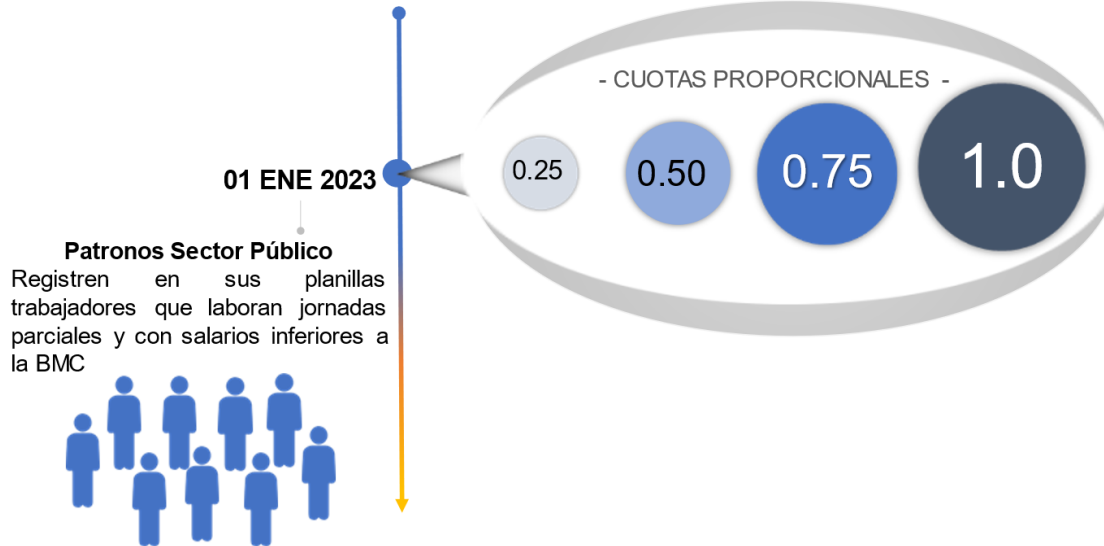 - CUOTAS PROPORCIONALES -
0.25
0.50
0.75
1.0
01 ENE 2023
Patronos Sector Público
Registren en sus planillas
trabajadores que laboran jornadas
parciales y con salarios inferiores a
la BMC